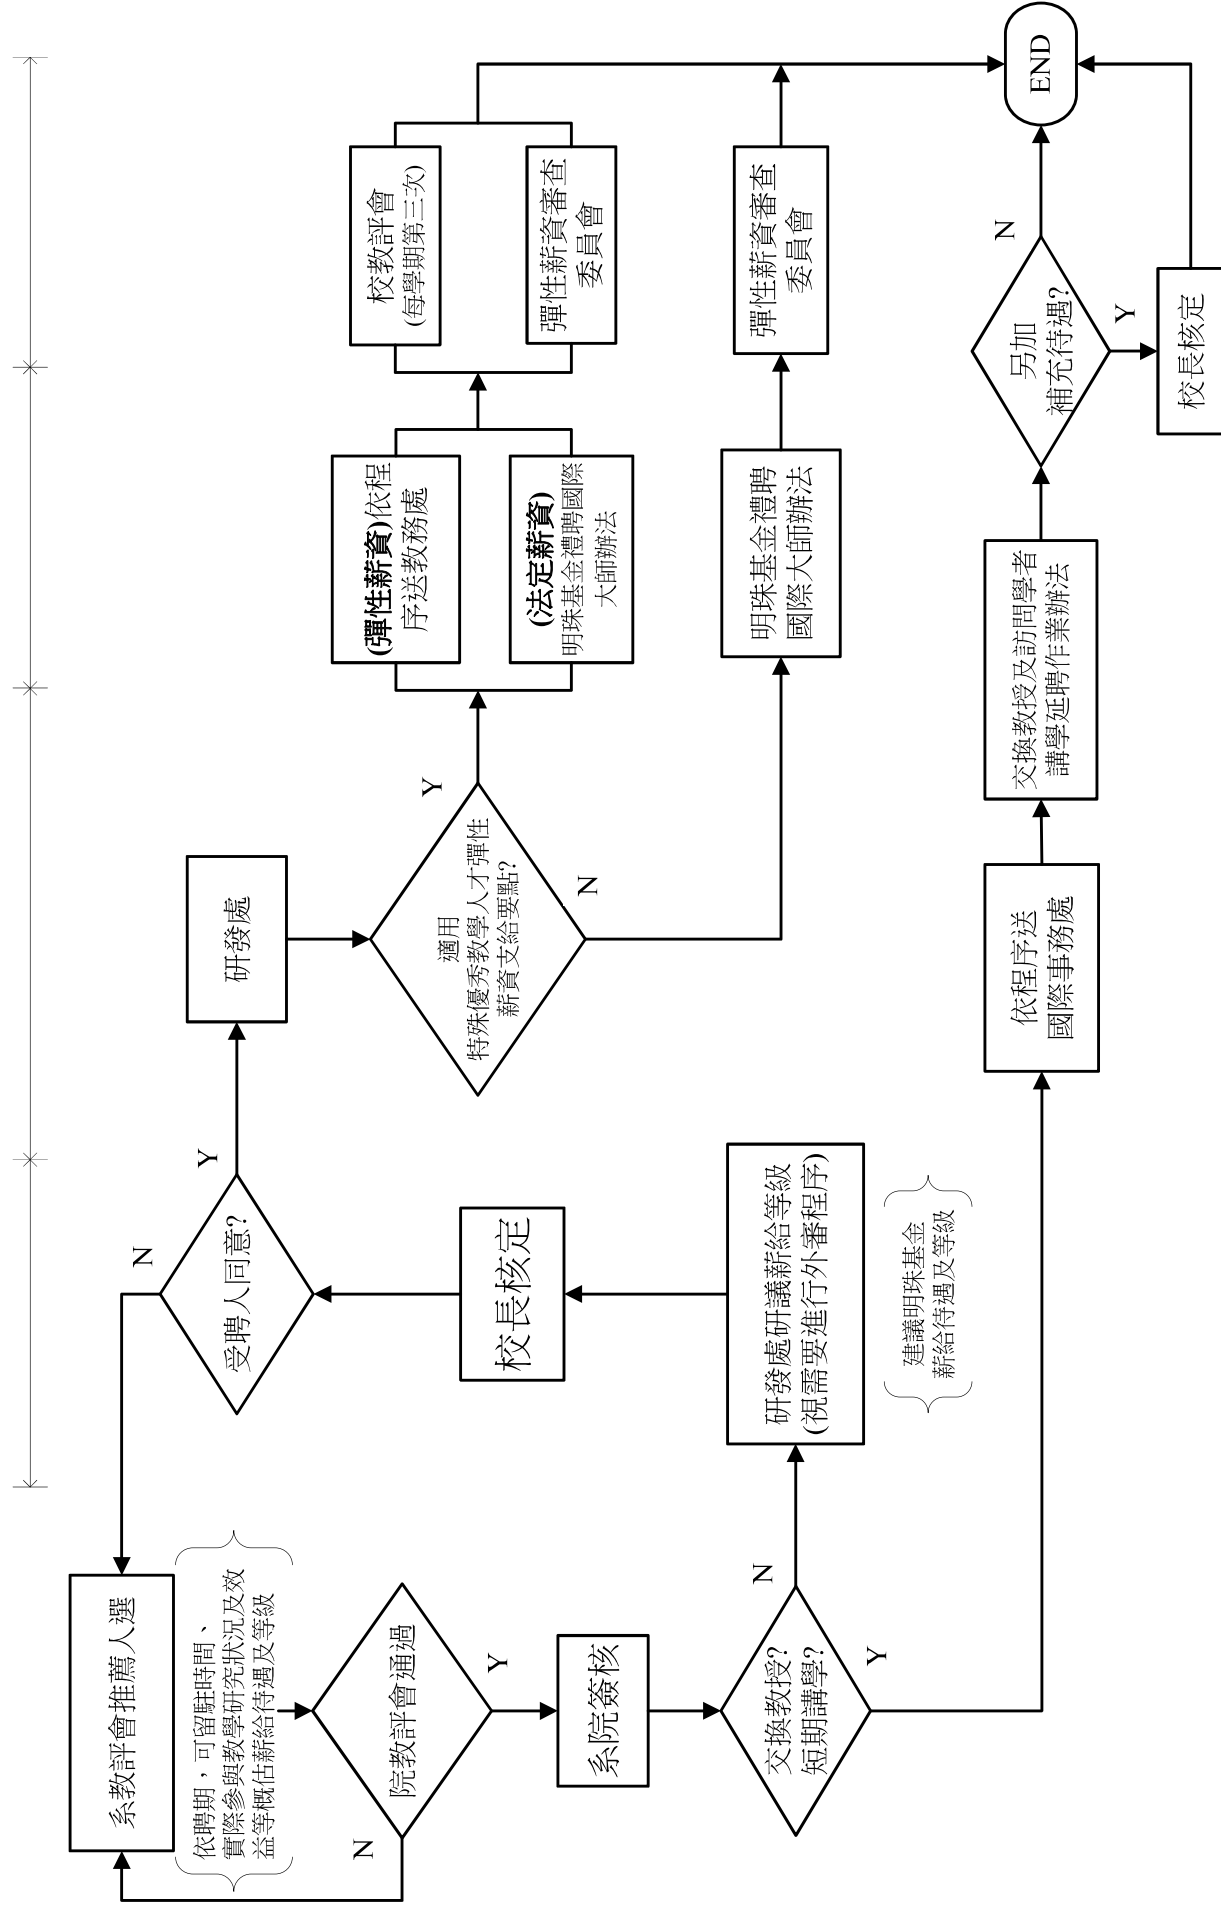 系教評會推薦人選
依聘期，可留駐時間、
實際參與教學研究狀況及效
益等概估薪給待遇及等級
院教評會通過
N
Y
系院簽核
交換教授?
短期講學?
N
Y
研發處研議薪給等級
(視需要進行外審程序)
建議明珠基金
薪給待遇及等級
校長核定
受聘人同意?
N
Y
研發處
適用
特殊優秀教學人才彈性
薪資支給要點?
Y
N
(彈性薪資)依程
序送教務處
(法定薪資)
明珠基金禮聘國際
大師辦法
校教評會
(每學期第三次)
彈性薪資審查
委員會
明珠基金禮聘
國際大師辦法
彈性薪資審查
委員會
依程序送
國際事務處
交換教授及訪問學者
講學延聘作業辦法
另加
補充待遇?
N
Y
校長核定
END